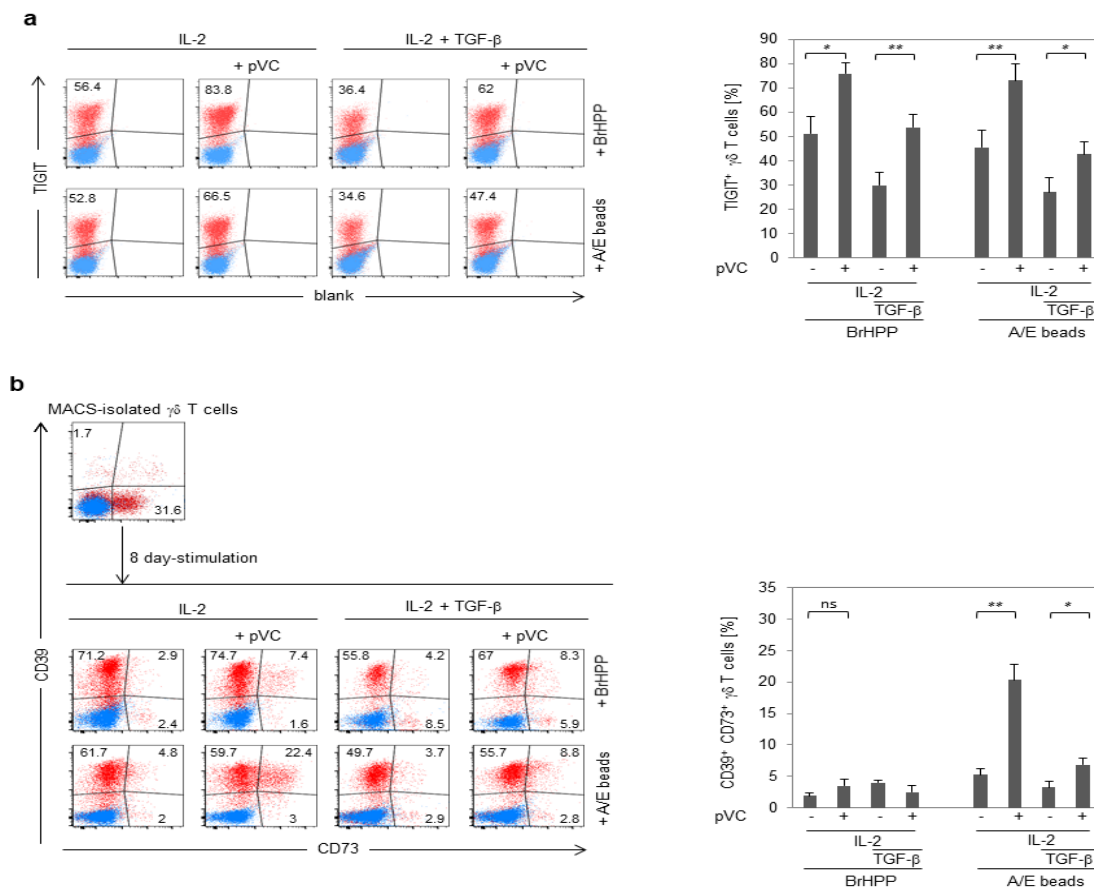 a
IL-2
IL-2 + TGF-β
+ pVC
+ pVC
56.4
83.8
36.4
62
+ BrHPP
TIGIT
52.8
66.5
34.6
47.4
+ A/E beads
blank
TIGIT+ γδ T cells [%]
90
80
70
60
50
40
30
20
10
0
*
**
**
*
pVC
- + - + - + - +
IL-2
IL-2
TGF-β
TGF-β
BrHPP
A/E beads
b
MACS-isolated γδ T cells
1.7
31.6
8 day-stimulation
IL-2
IL-2 + TGF-β
+ pVC
+ pVC
CD39
71.2 2.9
2.4
74.7 7.4
1.6
55.8 4.2
8.5
67 8.3
5.9
+ BrHPP
61.7 4.8
2
59.7 22.4
3
49.7 3.7
2.9
55.7 8.8
2.8
+ A/E beads
CD73
CD39+ CD73+ γδ T cells [%]
35
30
25
20
15
10
5
0
ns
**
*
pVC
- + - + - + - +
IL-2
IL-2
TGF-β
TGF-β
BrHPP
A/E beads